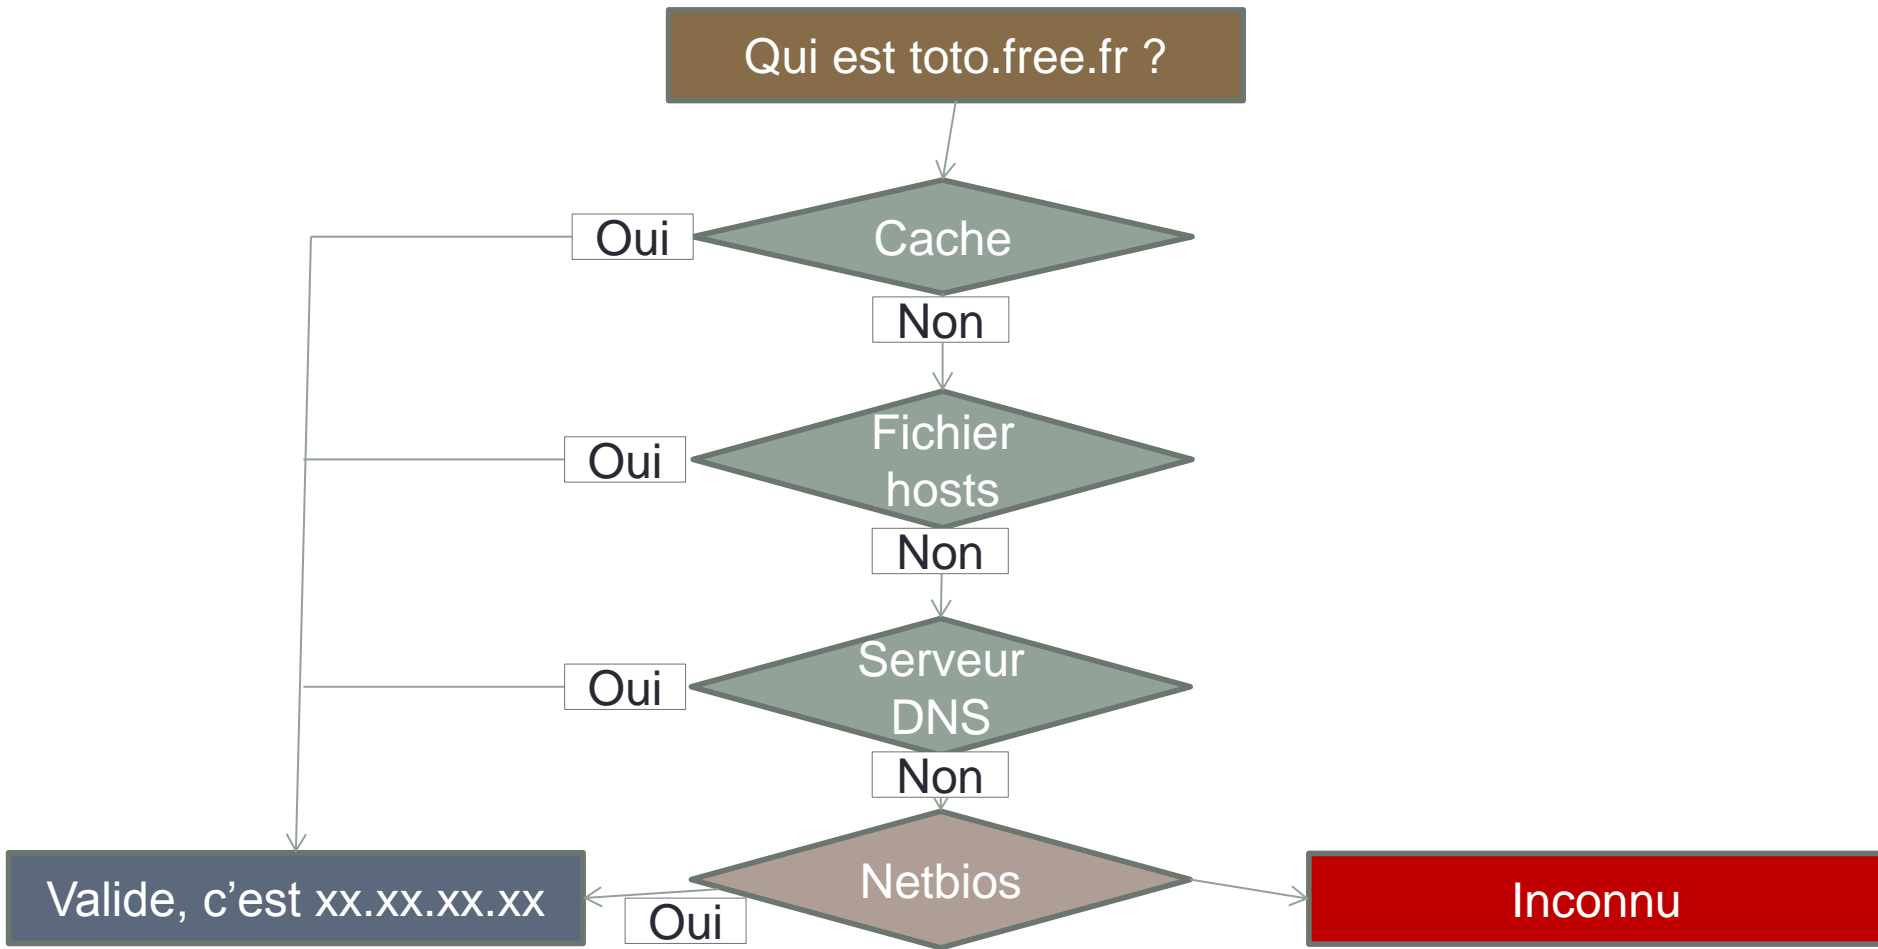 Qui est toto.free.fr ?
Oui
Cache
Non
Fichier
hosts
Oui
Non
Serveur
DNS
Oui
Non
Netbios
Valide, c’est xx.xx.xx.xx
Inconnu
Oui